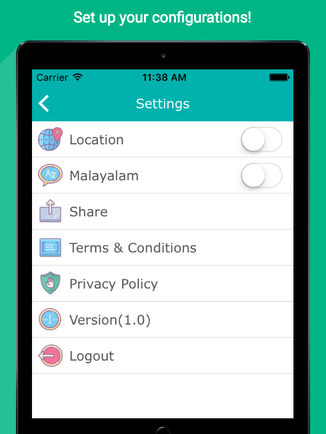 Set up your configurations!
Carrier 11:38 AM
Settings
Location
Malayalam
Share
Terms & Conditions
Privacy Policy
Version(1.0)
Logout